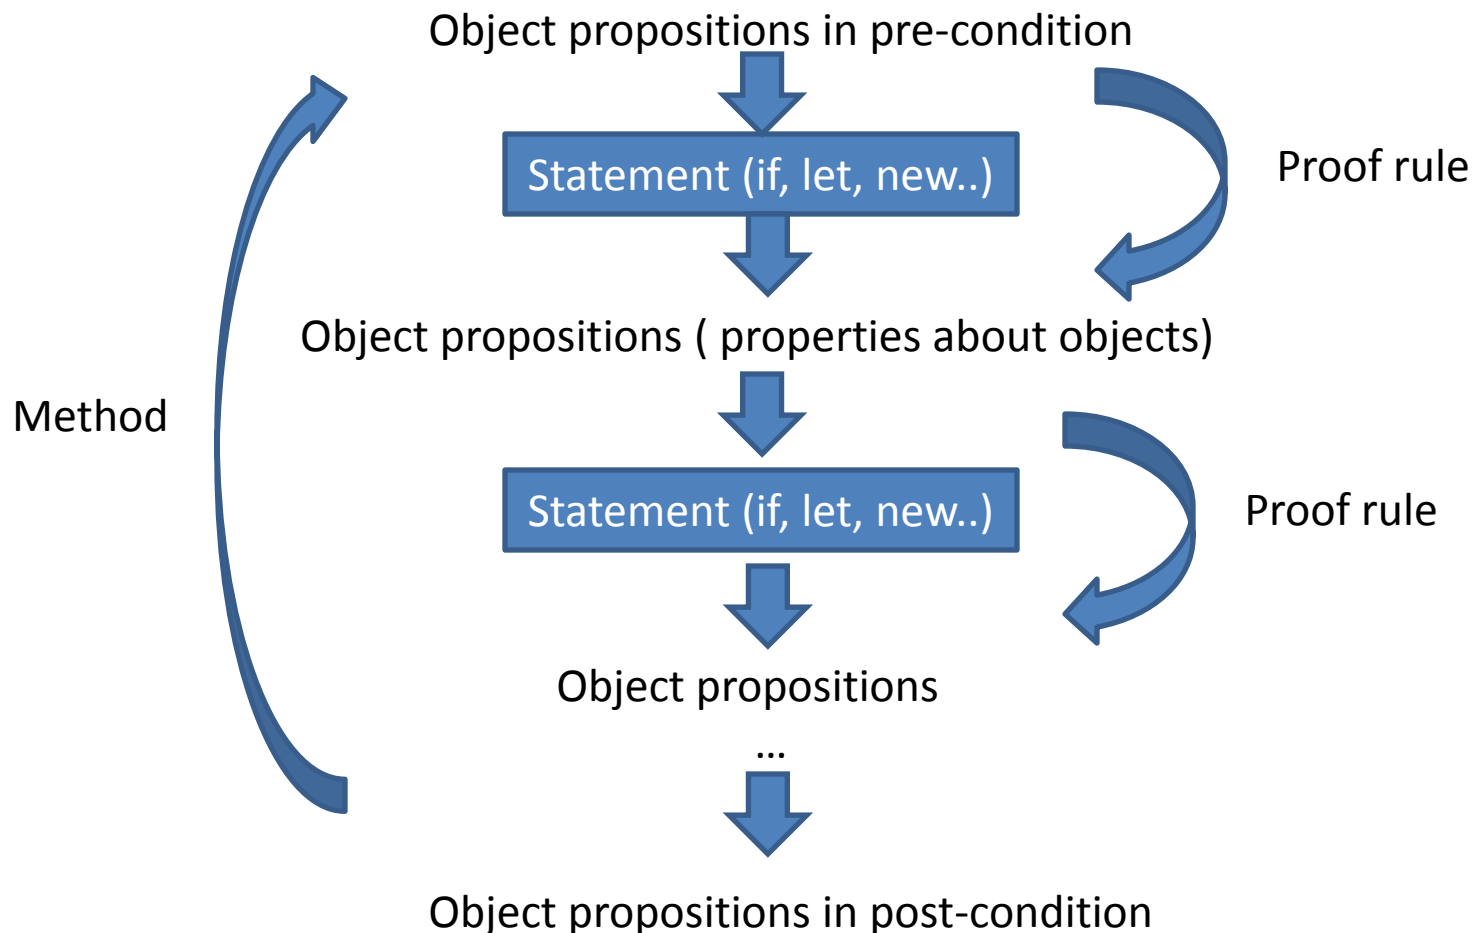 Object propositions in pre-condition
Statement (if, let, new..)
Proof rule
Object propositions ( properties about objects)
Method
Statement (if, let, new..)
Proof rule
Object propositions
...
Object propositions in post-condition